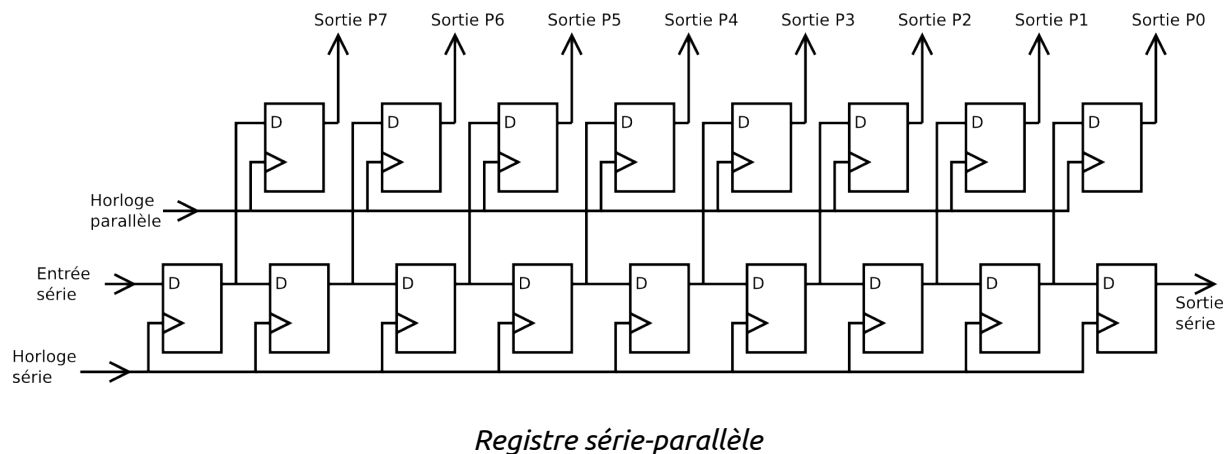 Sortie P7 Sortie P6 Sortie P5 Sortie P4 Sortie P3 Sortie P2 Sortie P1 Sortie P0
D D D D D D D D
Horloge
parallèle
Entrée
série
D D D D D D D D D
Sortie
série
Horloge
série
Registre série-parallèle